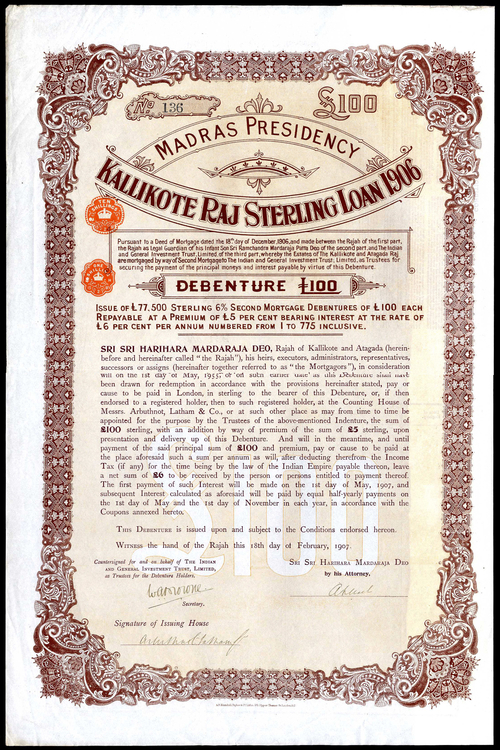 No. 136
£100
MADRAS PRESIDENCY
KALLIKOTE RAJ STERLING LOAN 1906
Pursuant to a Deed of Mortgage dated the 18th day of December, 1906, and made between the Rajah of the first part,
the Rajah as Legal Guardian of his Infant Son Sri Ramchandra Mardaraja Putta Deo of the second part, and The Indian
and General Investment Trust, Limited, of the third part, whereby the Estates of The Kallikote and Atagada Raj
are mortgaged by way of Second Mortgage to The Indian and General Investment Trust, Limited, as Trustees for
securing the payment of the principal moneys and interest payable by virtue of this Debenture.
DEBENTURE £100
ISSUE OF £77,500 STERLING 6% SECOND MORTGAGE DEBENTURES OF £100 EACH
REPAYABLE AT A PREMIUM OF £5 PER CENT BEARING INTEREST AT THE RATE OF
£6 PER CENT PER ANNUM NUMBERED FROM 1 TO 775 INCLUSIVE.
SRI SRI HARIHARA MARDARAJA DEO, Rajah of Kallikote and Atagada (herein-
before and hereinafter called "the Rajah"), his heirs, executors, administrators, representatives,
successors or assigns (hereinafter together referred to as "the Mortgagors"), in consideration
will on the 1st day of May, 1955, or on such earlier date as this Debenture shall have
been drawn for redemption in accordance with the provisions hereinafter stated, pay or
cause to be paid in London, in sterling to the bearer of this Debenture, or, if then
endorsed to a registered holder, then to such registered holder, at the Counting House of
Messrs. Arbuthnot, Latham & Co., or at such other place as may from time to time be
appointed for the purpose by the Trustees of the above-mentioned Indenture, the sum of
£100 sterling, with an addition by way of premium of the sum of £5 sterling, upon
presentation and delivery up of this Debenture. And will in the meantime, and until
payment of the said principal sum of £100 and premium, pay or cause to be paid at
the place aforesaid such a sum per annum as will, after deducting therefrom the Income
Tax (if any) for the time being by the law of the Indian Empire payable thereon, leave
a net sum of £6 to be received by the person or persons entitled to payment thereof.
The first payment of such Interest will be made on the 1st day of May, 1907, and
subsequent Interest calculated as aforesaid will be paid by equal half-yearly payments on
the 1st day of May and the 1st day of November in each year, in accordance with the
Coupons annexed hereto.
THIS DEBENTURE is issued upon and subject to the Conditions endorsed hereon.
WITNESS the hand of the Rajah this 18th day of February, 1907.
Countersigned for and on behalf of THE INDIAN
AND GENERAL INVESTMENT TRUST, LIMITED,
as Trustees for the Debenture Holders,
Secretary.
SRI SRI HARIHARA MARDARAJA DEO
by his Attorney.
Signature of Issuing House
Arbuthnot Latham & Co